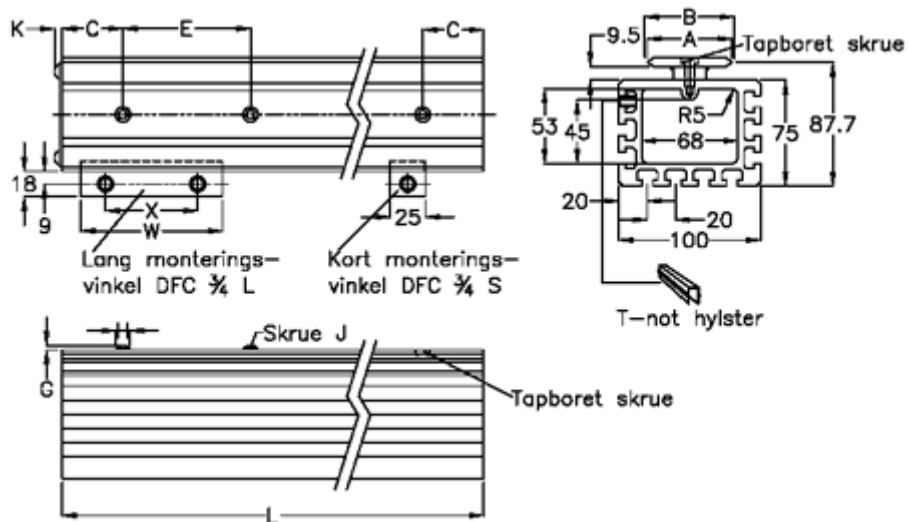 K C E C
18
9
X
W
25
Lang monterings-
vinkel DFC ¾ L
Kort monterings-
vinkel DFC ¾ S
B
A
9.5
Tapboret skrue
R5
53
45
68
75
87.7
20
20
100
T-not hylster
Skrue J
G
Tapboret skrue
L